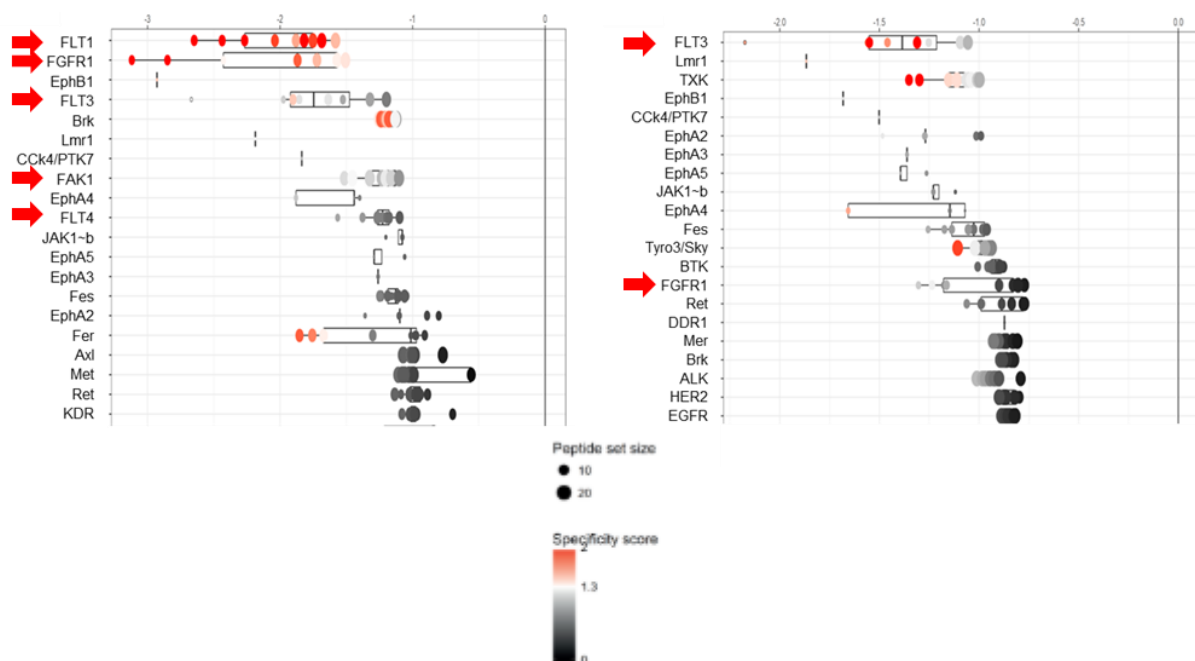 -3 -2 -1 0
FLT1
FGFR1
EphB1
FLT3
Brk
Lmr1
CCk4/PTK7
FAK1
EphA4
FLT4
JAK1~b
EphA5
EphA3
Fes
EphA2
Fer
Axl
Met
Ret
KDR
-2.0 -1.5 -1.0 -0.5 0.0
FLT3
Lmr1
TXK
EphB1
CCk4/PTK7
EphA2
EphA3
EphA5
JAK1~b
EphA4
Fes
Tyro3/Sky
BTK
FGFR1
Ret
DDR1
Mer
Brk
ALK
HER2
EGFR
Peptide set size
10
20
Specificity score
2
1.3
0